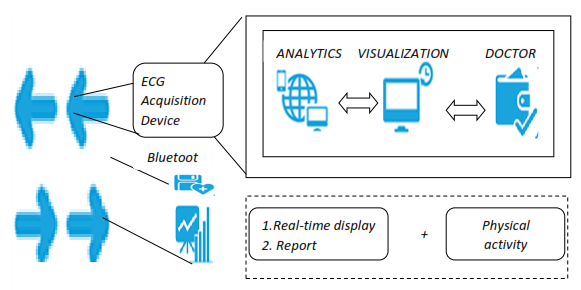 ANALYTICS VISUALIZATION DOCTOR
ECG
Acquisition
Device
Bluetoot
1.Real-time display
2. Report
+
Physical
activity